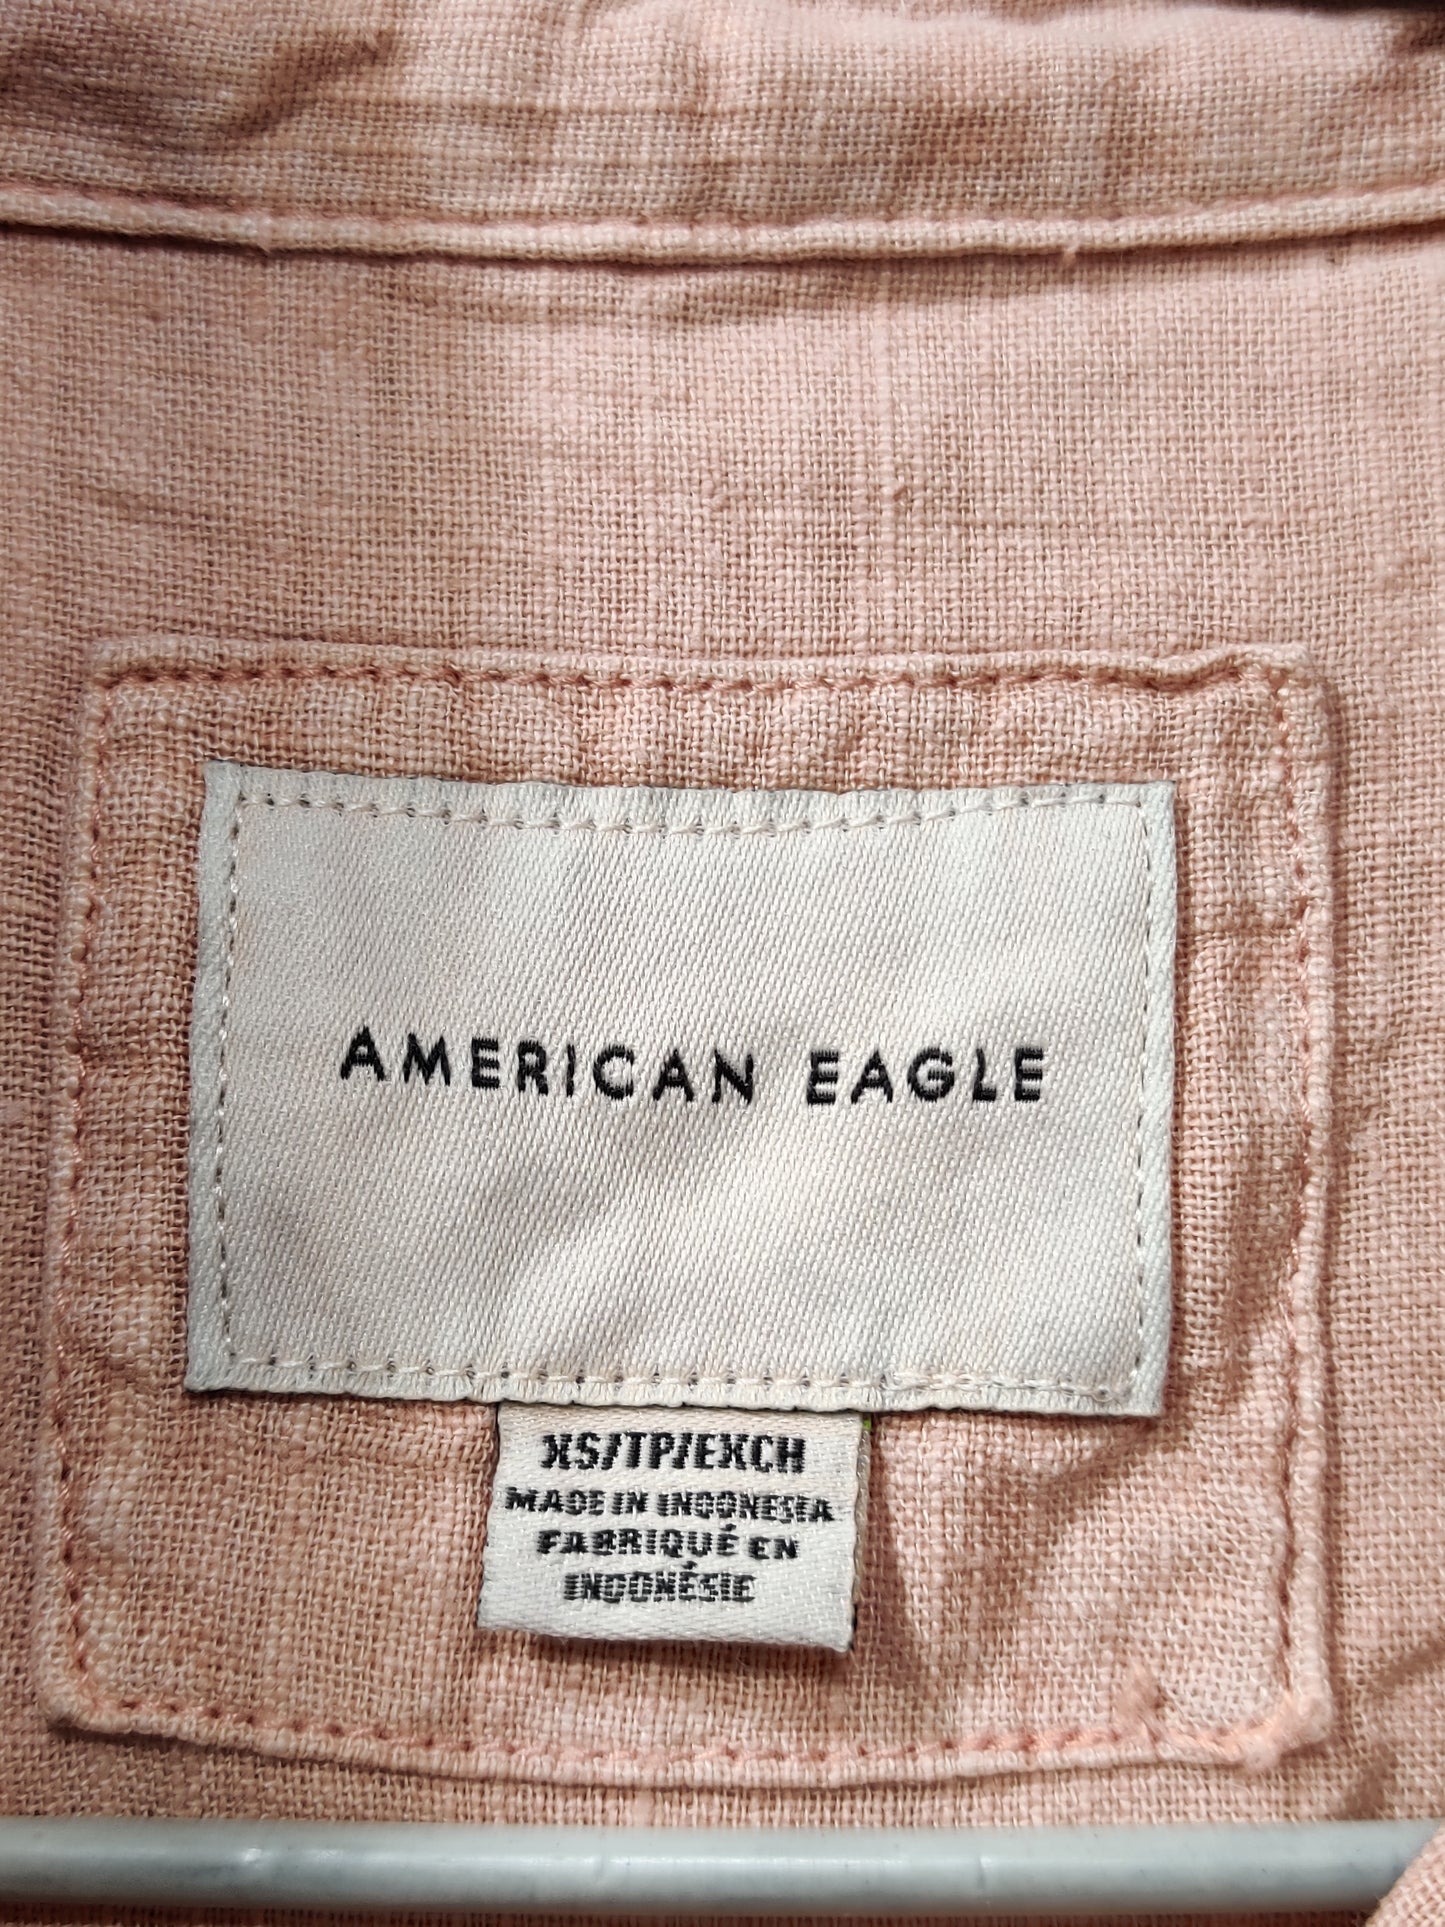 AMERICAN EAGLE
XS/TP/EXCH
MADE IN INDONESIA
FABRIQUÉ EN
INDONÉSIE